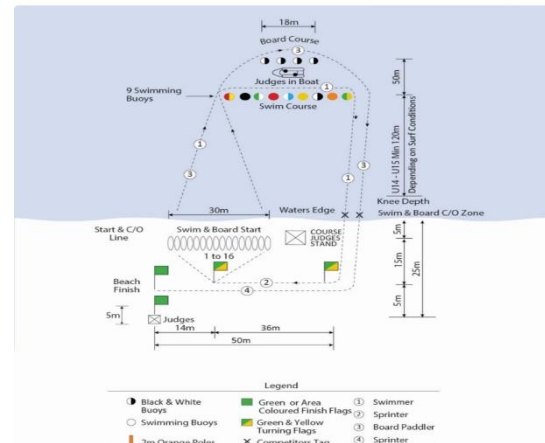 18m
Board Course
3
Judges in Boat
1
9 Swimming
Buoys
Swim Course
50m
U14 - U15 Min 120m
Depending on Surf Conditions
1
3
1
3
Knee Depth
30m
Waters Edge
Swim & Board C/O Zone
Start & C/O
Line
Swim & Board Start
1 to 16
COURSE
JUDGES
STAND
5m
15m
25m
5m
Beach
Finish
2
4
5m
Judges
14m
36m
50m
Legend
Black & White
Buoys
Green or Area
Coloured Finish Flags
1 Swimmer
2 Sprinter
Swimming Buoys
Green & Yellow
Turning Flags
3 Board Paddler
2m Orange Poles
Competitors Tag
4 Sprinter